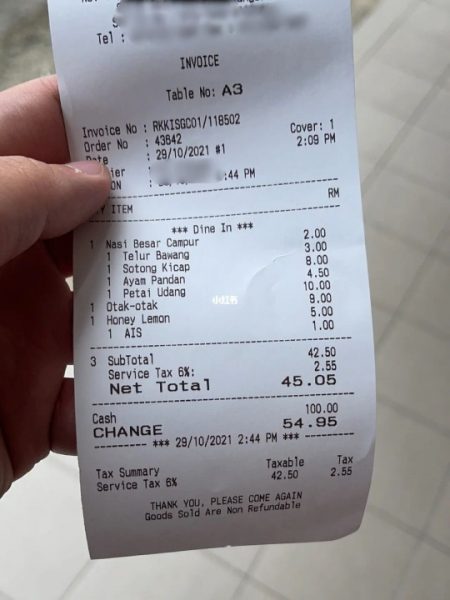 Tel :
INVOICE
Table No: A3
Invoice No : RKKISGC01/118502
Order No : 43642 Cover: 1
Date : 29/10/2021 #1 2:09 PM
:44 PM
ITEM RM
*** Dine In ***
1 Nasi Besar Campur 2.00
1 Telur Bawang 3.00
1 Sotong Kicap 8.00
1 Ayam Pandan 4.50
1 Petai Udang 10.00
1 Otak-otak 9.00
1 Honey Lemon 5.00
1 AIS 1.00
3 SubTotal 42.50
Service Tax 6%: 2.55
Net Total 45.05
Cash 100.00
CHANGE 54.95
--------- *** 29/10/2021 2:44 PM *** ---------
Tax Summary Taxable Tax
Service Tax 6% 42.50 2.55
THANK YOU, PLEASE COME AGAIN
Goods Sold Are Non Refundable
小红书